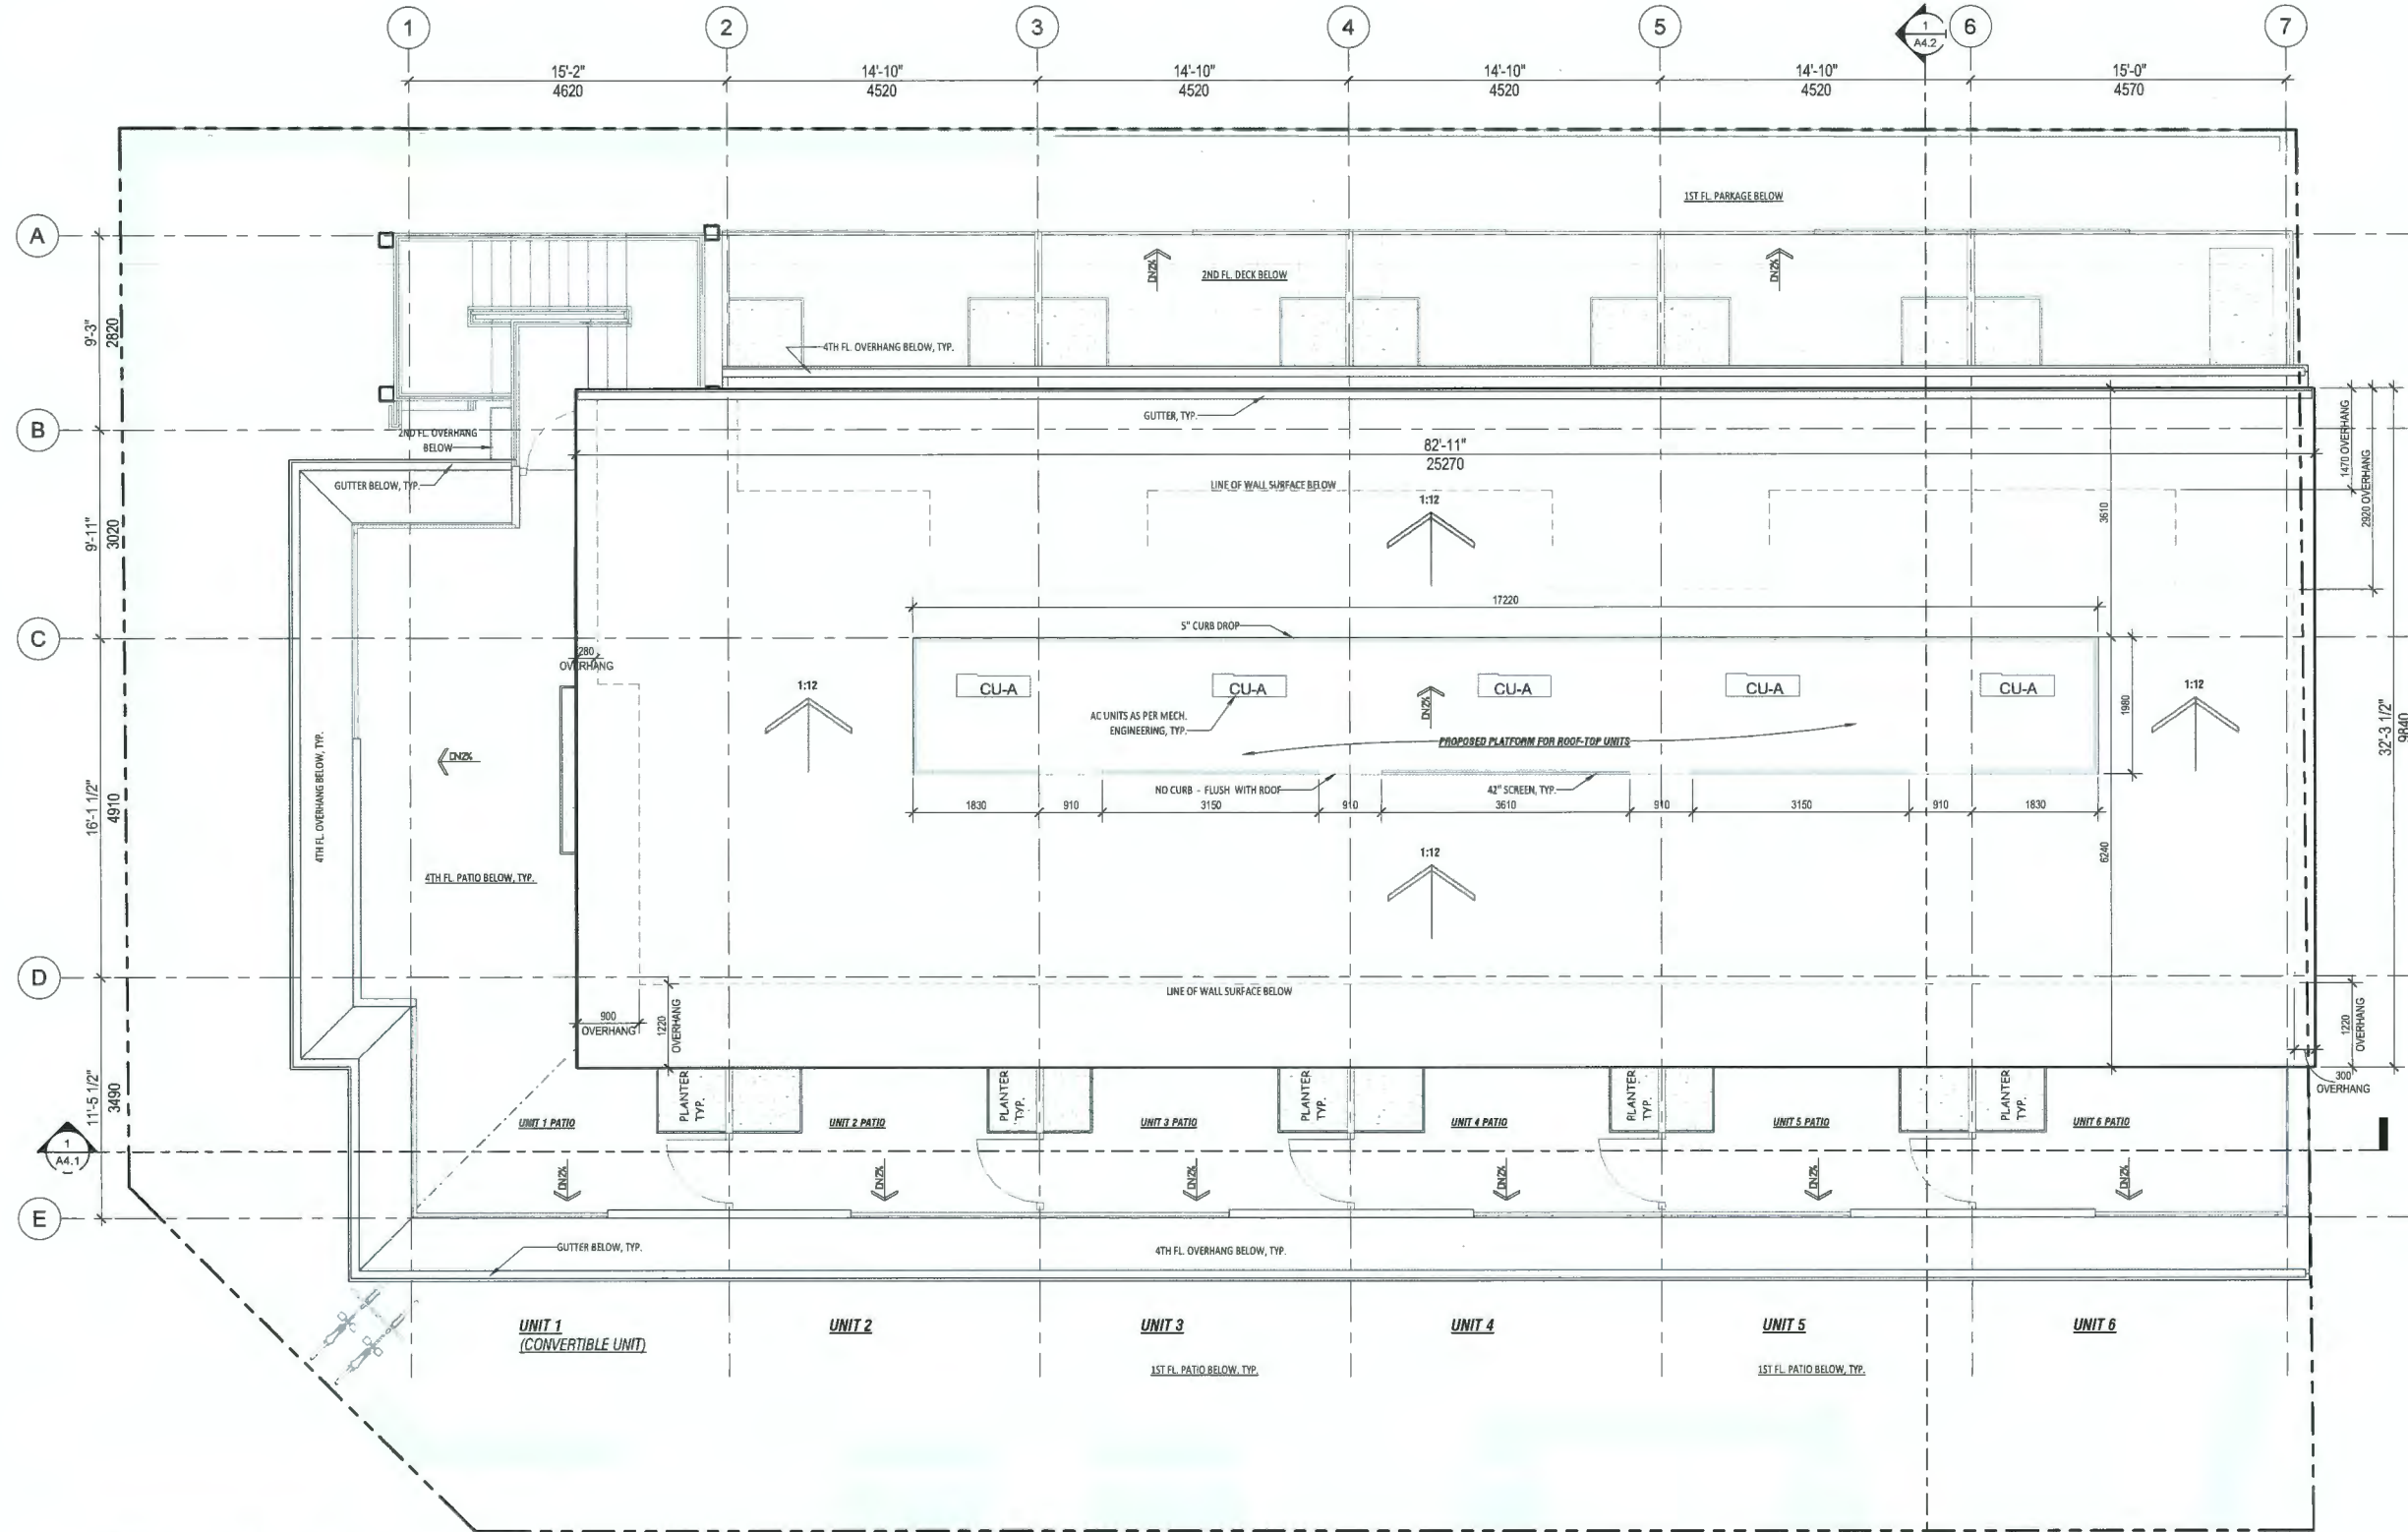 1
2
3
4
5
1
A4.2
6
7
15'-2"
14'-10"
14'-10"
14'-10"
14'-10"
15'-0"
4620
4520
4520
4520
4520
4570
1ST FL. PARKAGE BELOW
A
DN2%
2ND FL. DECK BELOW
DN2%
9'-3"
2820
4TH FL. OVERHANG BELOW, TYP.
GUTTER, TYP.
B
2ND FL. OVERHANG
BELOW
82'-11"
25270
1470 OVERHANG
2920 OVERHANG
GUTTER BELOW, TYP.
LINE OF WALL SURFACE BELOW
1:12
3610
9'-11"
3020
17220
5" CURB DROP
C
280
OVERHANG
1:12
CU-A
CU-A
CU-A
CU-A
CU-A
1:12
AC UNITS AS PER MECH.
ENGINEERING, TYP.
DN2%
1980
32'-3 1/2"
9840
PROPOSED PLATFORM FOR ROOF-TOP UNITS
DN2%
4TH FL. OVERHANG BELOW, TYP.
NO CURB - FLUSH WITH ROOF
42" SCREEN, TYP.
1830
910
3150
910
3610
910
3150
910
1830
16'-1 1/2"
4910
1:12
6240
4TH FL. PATIO BELOW, TYP.
D
LINE OF WALL SURFACE BELOW
900
OVERHANG
1220
OVERHANG
1220
OVERHANG
300
OVERHANG
11'-5 1/2"
3490
PLANTER
TYP.
PLANTER
TYP.
PLANTER
TYP.
PLANTER
TYP.
PLANTER
TYP.
UNIT 1 PATIO
UNIT 2 PATIO
UNIT 3 PATIO
UNIT 4 PATIO
UNIT 5 PATIO
UNIT 6 PATIO
1
A4.1
DN2%
DN2%
DN2%
DN2%
DN2%
DN2%
E
GUTTER BELOW, TYP.
4TH FL. OVERHANG BELOW, TYP.
UNIT 1
(CONVERTIBLE UNIT)
UNIT 2
UNIT 3
UNIT 4
UNIT 5
UNIT 6
1ST FL. PATIO BELOW, TYP.
1ST FL. PATIO BELOW, TYP.